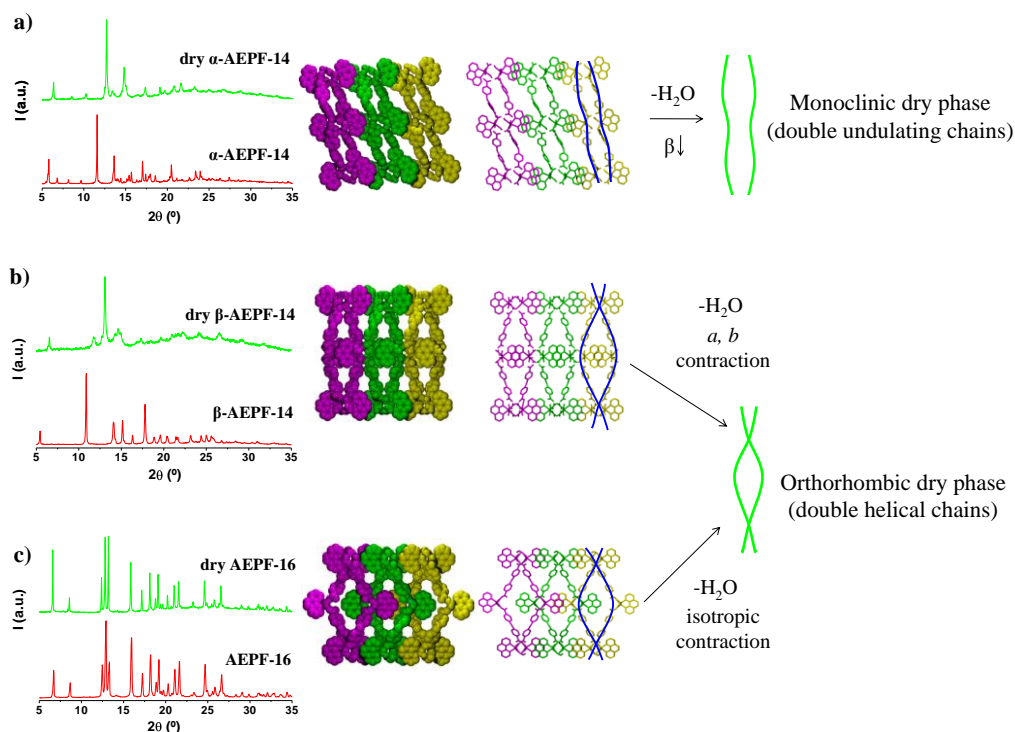 a)
I (a.u.)
dry α-AEPF-14
α-AEPF-14
5 10 15 20 25 30 35
2θ (º)
-H2O
β↓
Monoclinic dry phase
(double undulating chains)
b)
I (a.u.)
dry β-AEPF-14
β-AEPF-14
5 10 15 20 25 30 35
2θ (º)
-H2O
a, b
contraction
Orthorhombic dry phase
(double helical chains)
c)
I (a.u.)
dry AEPF-16
AEPF-16
5 10 15 20 25 30 35
2θ (º)
-H2O
isotropic
contraction